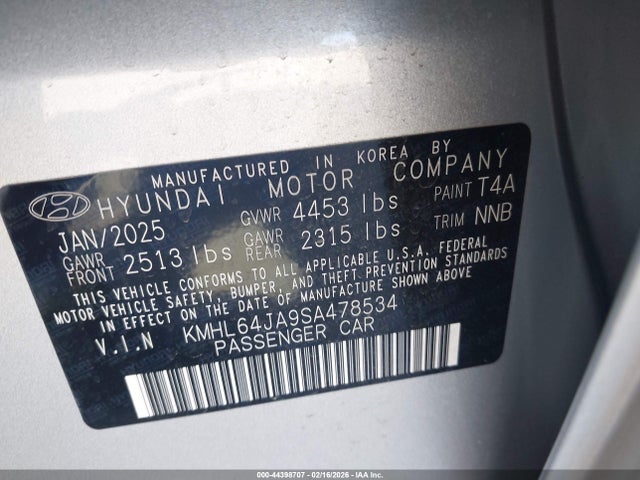 MANUFACTURED IN KOREA BY
HYUNDAI MOTOR COMPANY
JAN/2025 GVWR 4453 lbs PAINT T4A
GAWR FRONT 2513 lbs GAWR REAR 2315 lbs TRIM NNB
THIS VEHICLE CONFORMS TO ALL APPLICABLE U.S.A. FEDERAL
MOTOR VEHICLE SAFETY, BUMPER, AND THEFT PREVENTION STANDARDS
IN EFFECT ON THE DATE OF MANUFACTURE SHOWN ABOVE
V.I.N KMHL64JA9SA478534
PASSENGER CAR
000-44398707 - 02/16/2026 - IAA Inc.